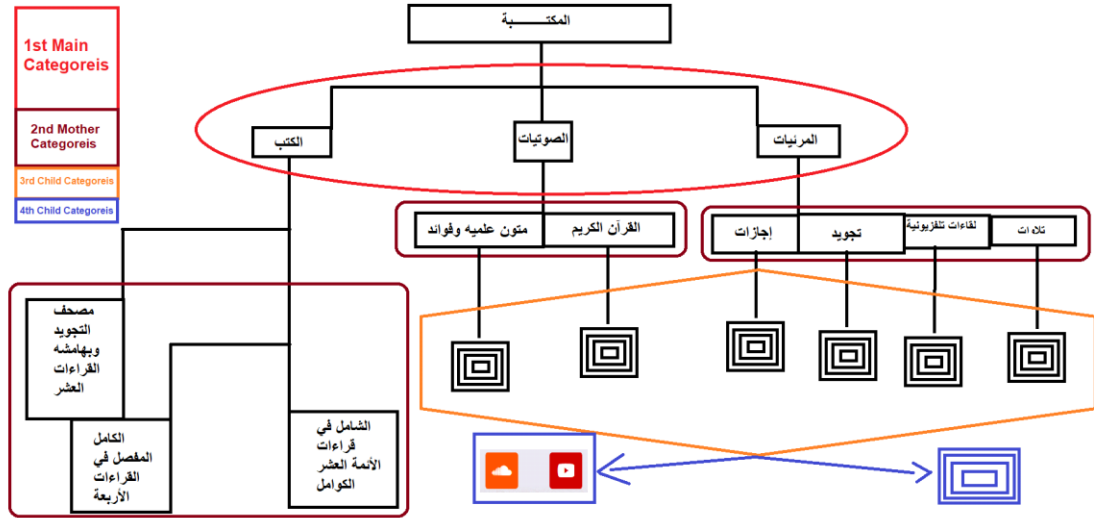 المكتـــــــــبة
1st Main
Categoreis
2nd Mother
Categoreis
3rd Child Categoreis
4th Child Categoreis
المرئيات
الصوتيات
الكتب
تلاءات
لقاءات تلفزيونية
تجويد
إجازات
القرآن الكريم
متون علميه وفوائد
مصحف
التجويد
وبهامشه
القراءات
العشر
الكامل
المفصل في
القراءات
الأربعة
الشامل في
قراءات
الأئمة العشر
الكوامل